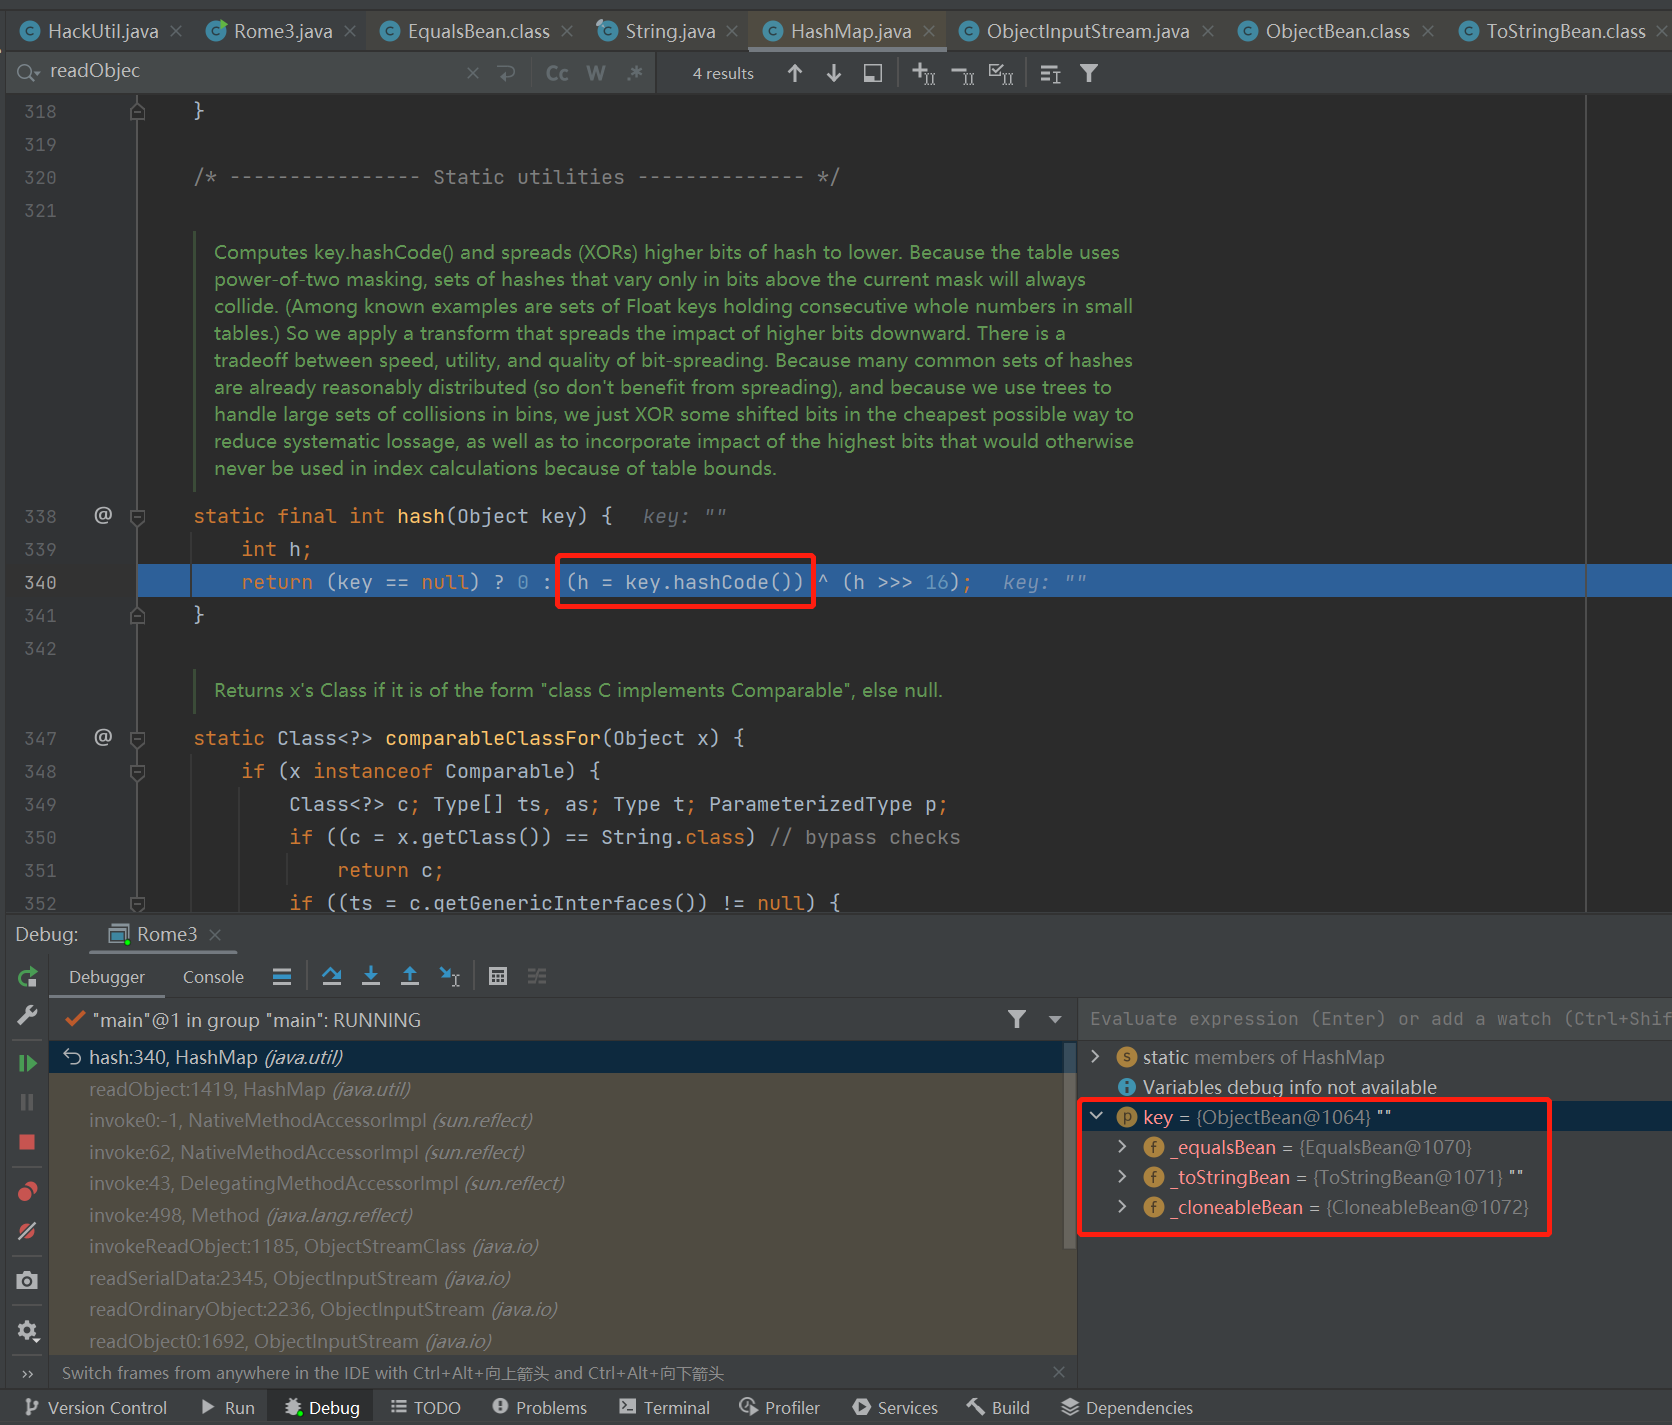 HackUtil.java Rome3.java EqualsBean.class String.java HashMap.java ObjectInputStream.java ObjectBean.class ToStringBean.class
readObjec Cc W .* 4 results
318 }
319
320 /* ---------------- Static utilities -------------- */
321
Computes key.hashCode() and spreads (XORs) higher bits of hash to lower. Because the table uses
power-of-two masking, sets of hashes that vary only in bits above the current mask will always
collide. (Among known examples are sets of Float keys holding consecutive whole numbers in small
tables.) So we apply a transform that spreads the impact of higher bits downward. There is a
tradeoff between speed, utility, and quality of bit-spreading. Because many common sets of hashes
are already reasonably distributed (so don't benefit from spreading), and because we use trees to
handle large sets of collisions in bins, we just XOR some shifted bits in the cheapest possible way to
reduce systematic lossage, as well as to incorporate impact of the highest bits that would otherwise
never be used in index calculations because of table bounds.
338 @ static final int hash(Object key) { key: ""
339 int h;
340 return (key == null) ? 0 : (h = key.hashCode()) ^ (h >>> 16); key: ""
341 }
342
Returns x's Class if it is of the form "class C implements Comparable", else null.
347 @ static Class<?> comparableClassFor(Object x) {
348 if (x instanceof Comparable) {
349 Class<?> c; Type[] ts, as; Type t; ParameterizedType p;
350 if ((c = x.getClass()) == String.class) // bypass checks
351 return c;
352 if ((ts = c.getGenericInterfaces()) != null) {
Debug: Rome3
Debugger Console
"main"@1 in group "main": RUNNING
hash:340, HashMap (java.util)
readObject:1419, HashMap (java.util)
invoke0:-1, NativeMethodAccessorImpl (sun.reflect)
invoke:62, NativeMethodAccessorImpl (sun.reflect)
invoke:43, DelegatingMethodAccessorImpl (sun.reflect)
invoke:498, Method (java.lang.reflect)
invokeReadObject:1185, ObjectStreamClass (java.io)
readSerialData:2345, ObjectInputStream (java.io)
readOrdinaryObject:2236, ObjectInputStream (java.io)
readObject0:1692, ObjectInputStream (java.io)
Switch frames from anywhere in the IDE with Ctrl+Alt+向上箭头 and Ctrl+Alt+向下箭头
Evaluate expression (Enter) or add a watch (Ctrl+Shif
static members of HashMap
Variables debug info not available
key = {ObjectBean@1064} ""
_equalsBean = {EqualsBean@1070}
_toStringBean = {ToStringBean@1071} ""
_cloneableBean = {CloneableBean@1072}
Version Control Run Debug TODO Problems Terminal Profiler Services Build Dependencies